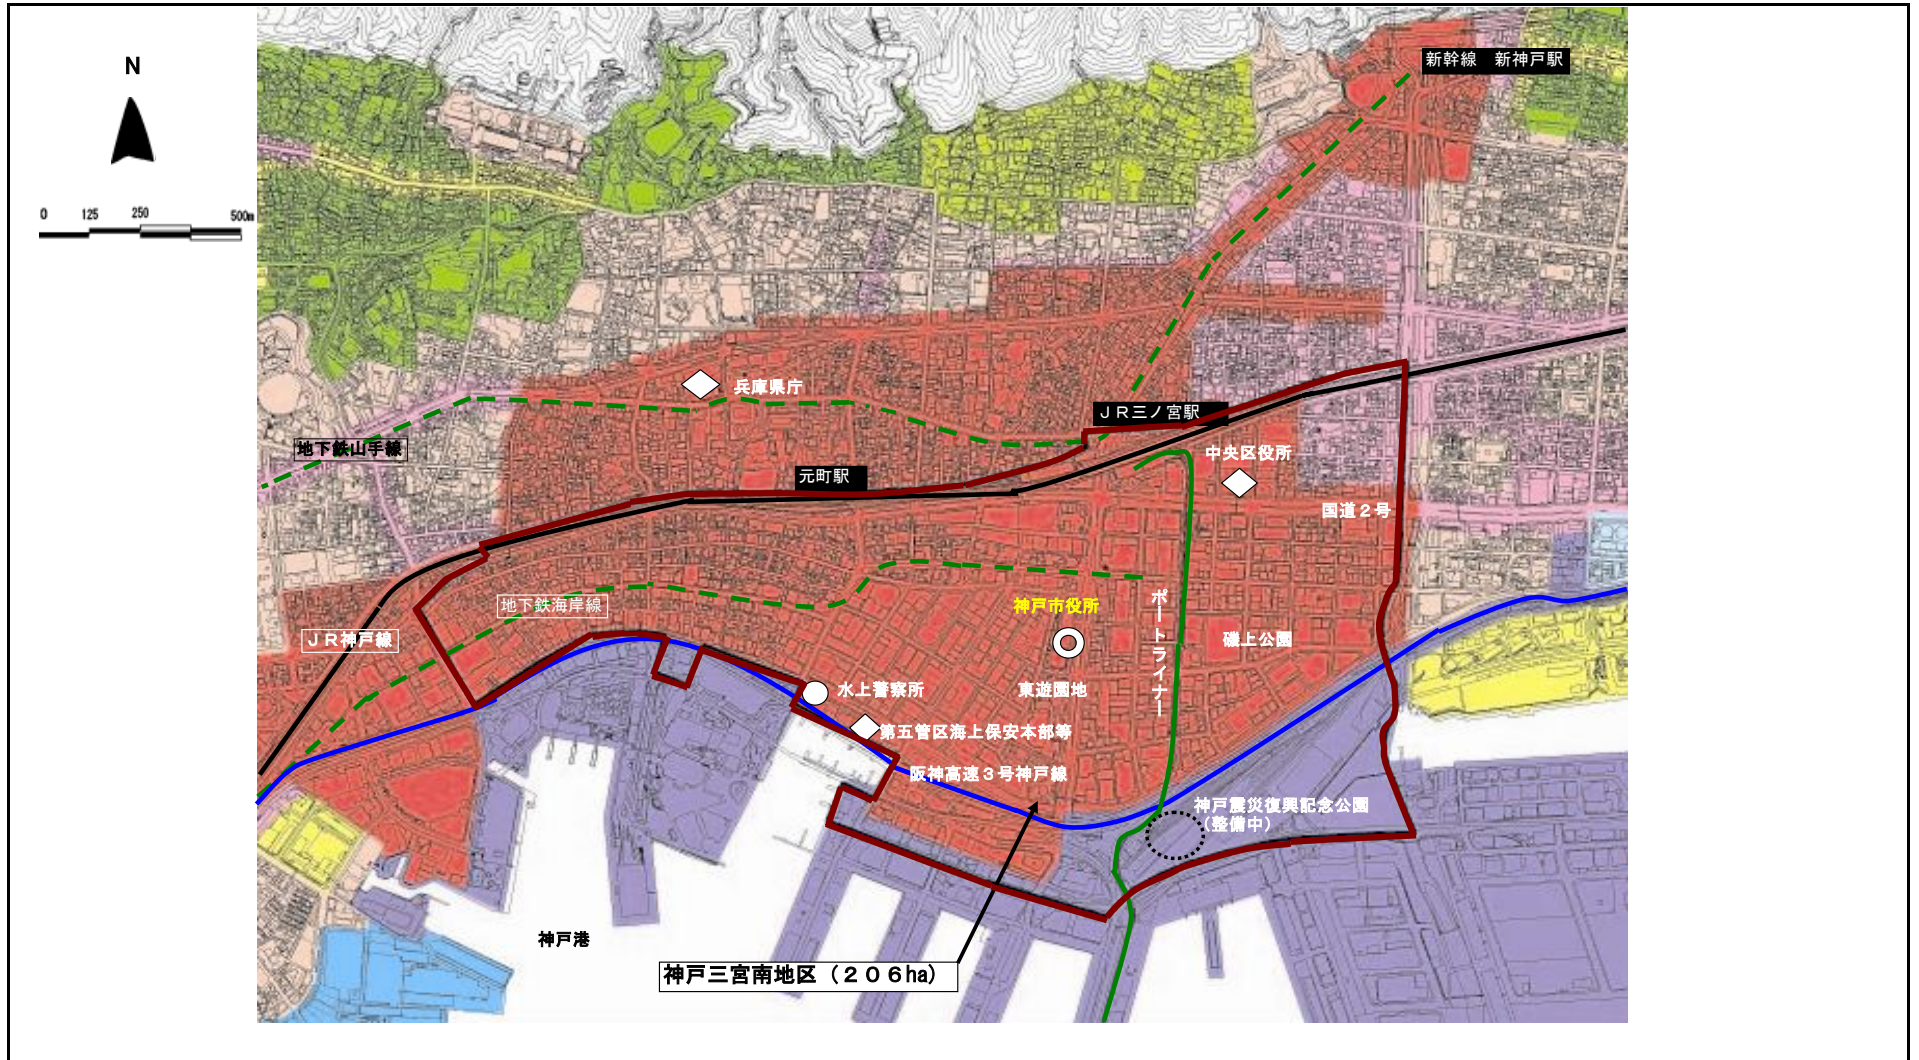 N
0 125 250 500m
新幹線　新神戸駅
兵庫県庁
ＪＲ三ノ宮駅
地下鉄山手線
元町駅
中央区役所
国道２号
地下鉄海岸線
神戸市役所
ポートライナー
ＪＲ神戸線
磯上公園
水上警察所
東遊園地
第五管区海上保安本部等
阪神高速３号神戸線
神戸震災復興記念公園
（整備中）
神戸港
神戸三宮南地区（２０６ha）